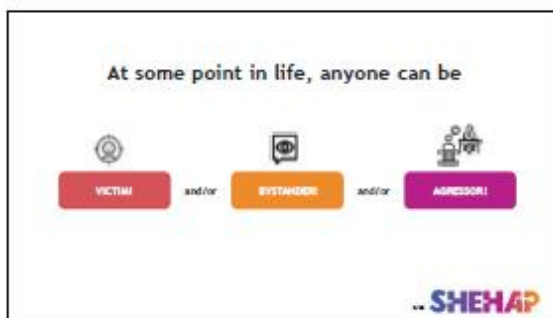 At some point in life, anyone can be
VICTIM! and/or BYSTANDER! and/or AGRESSOR!
SHEHAP